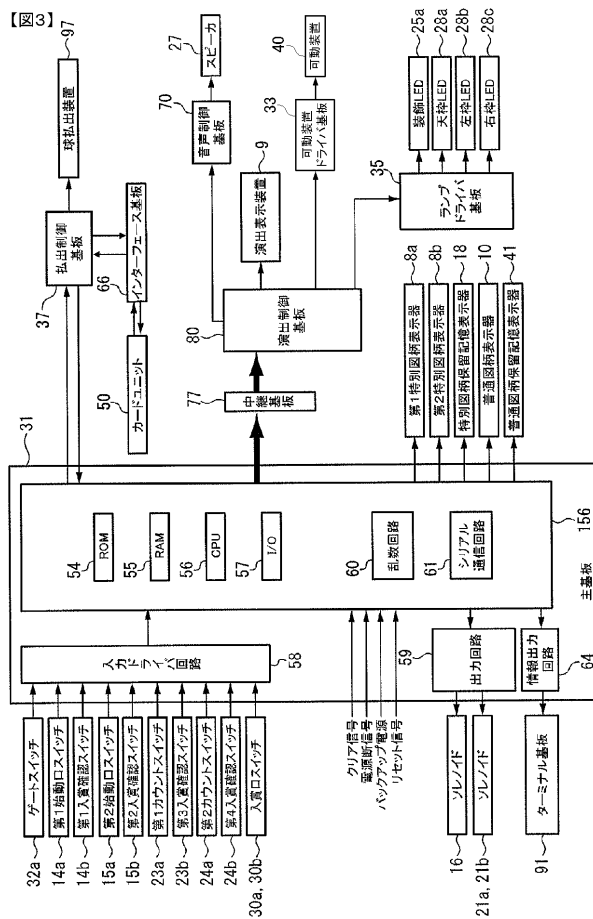 【図3】
97
球払出装置
37
払出制御
基板
66
インターフェース基板
50
カードユニット
27
スピーカ
70
音声制御
基板
9
演出表示装置
40
可動装置
33
可動装置
ドライバ基板
25a
装飾LED
28a
天枠LED
28b
左枠LED
28c
右枠LED
35
ランプ
ドライバ
基板
80
演出制御
基板
77
中継基板
8a
第1特別図柄表示器
8b
第2特別図柄表示器
18
特別図柄保留記憶表示器
10
普通図柄表示器
41
普通図柄保留記憶表示器
31
54
ROM
55
RAM
56
CPU
57
I/O
60
乱数回路
61
シリアル
通信回路
156
主基板
入力ドライバ回路
58
クリア信号
電源断信号
バックアップ電源
リセット信号
59
出力回路
情報出力
回路
64
32a
ゲートスイッチ
14a
第1始動口スイッチ
14b
第1入賞確認スイッチ
15a
第2始動口スイッチ
15b
第2入賞確認スイッチ
23a
第1カウントスイッチ
23b
第3入賞確認スイッチ
24a
第2カウントスイッチ
24b
第4入賞確認スイッチ
30a, 30b
入賞口スイッチ
16
ソレノイド
21a, 21b
ソレノイド
91
ターミナル基板